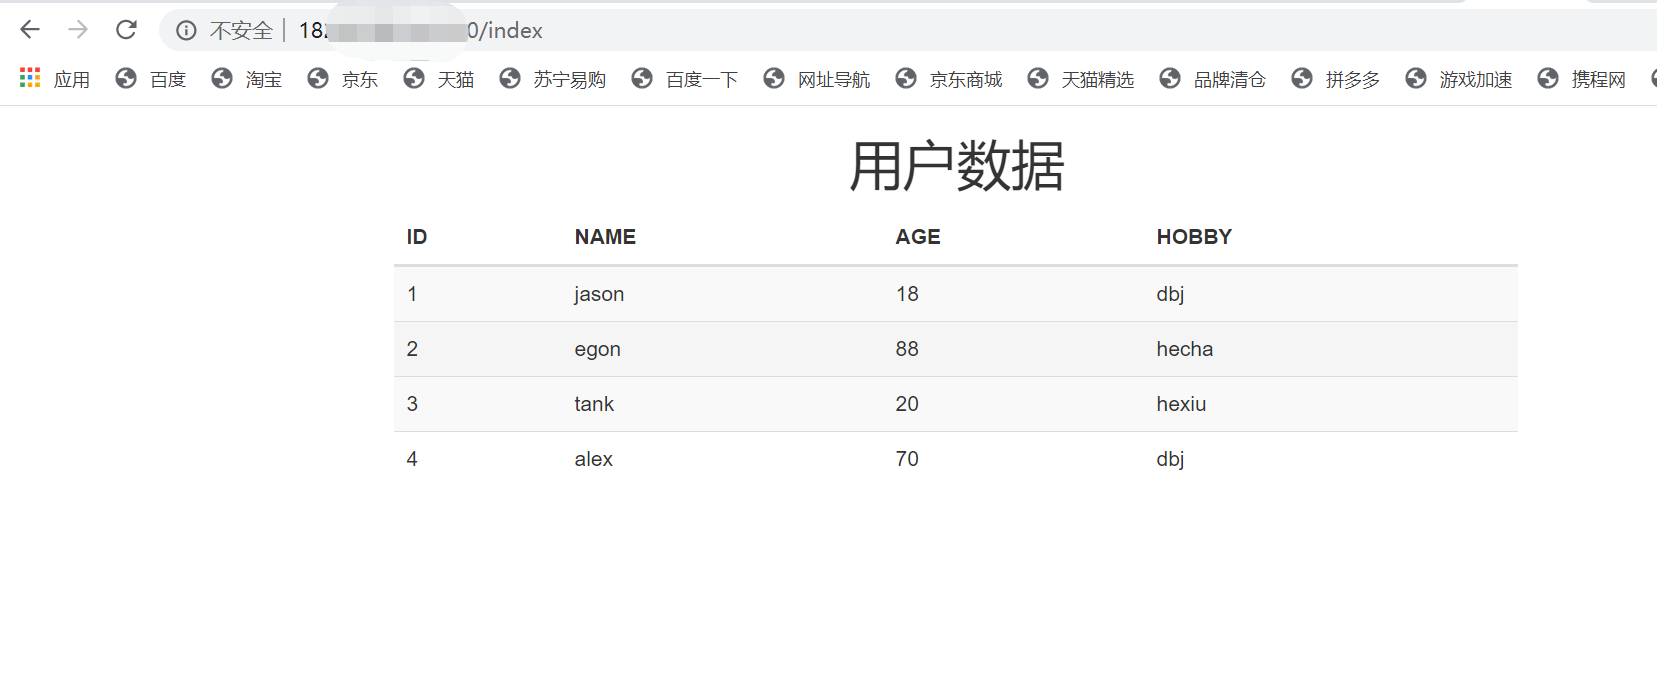 不安全 18 0/index
应用 百度 淘宝 京东 天猫 苏宁易购 百度一下 网址导航 京东商城 天猫精选 品牌清仓 拼多多 游戏加速 携程网
用户数据
ID NAME AGE HOBBY
1 jason 18 dbj
2 egon 88 hecha
3 tank 20 hexiu
4 alex 70 dbj